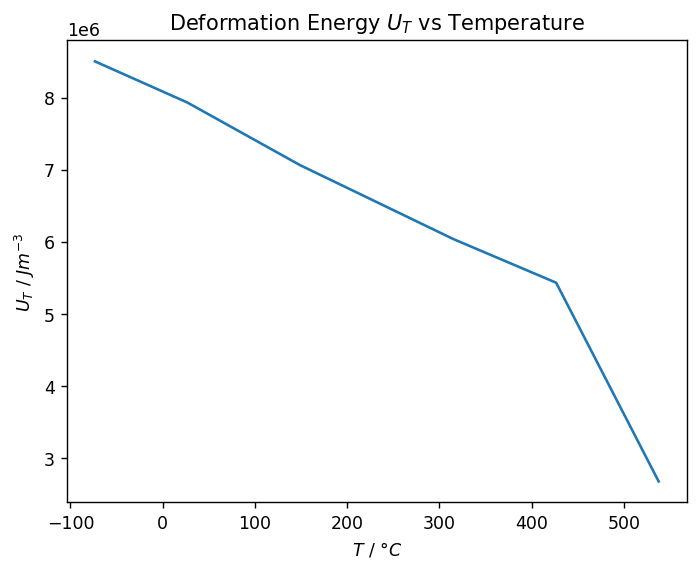 Deformation Energy $U_T$ vs Temperature
1e6
8
7
6
5
4
3
$U_T$ / $Jm^{-3}$
−100 0 100 200 300 400 500
T / °C